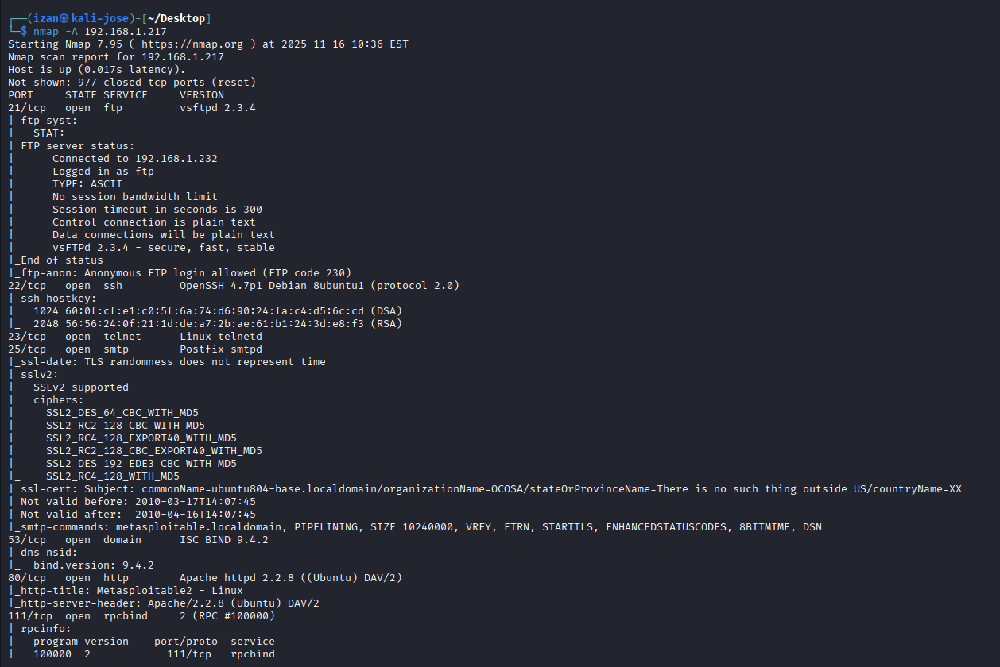 ┌──(izan㉿kali-jose)-[~/Desktop]
└─$ nmap -A 192.168.1.217
Starting Nmap 7.95 ( https://nmap.org ) at 2025-11-16 10:36 EST
Nmap scan report for 192.168.1.217
Host is up (0.017s latency).
Not shown: 977 closed tcp ports (reset)
PORT     STATE SERVICE     VERSION
21/tcp   open  ftp         vsftpd 2.3.4
| ftp-syst:
|   STAT:
| FTP server status:
|      Connected to 192.168.1.232
|      Logged in as ftp
|      TYPE: ASCII
|      No session bandwidth limit
|      Session timeout in seconds is 300
|      Control connection is plain text
|      Data connections will be plain text
|      vsFTPd 2.3.4 - secure, fast, stable
|_End of status
|_ftp-anon: Anonymous FTP login allowed (FTP code 230)
22/tcp   open  ssh         OpenSSH 4.7p1 Debian 8ubuntu1 (protocol 2.0)
| ssh-hostkey:
|   1024 60:0f:cf:e1:c0:5f:6a:74:d6:90:24:fa:c4:d5:6c:cd (DSA)
|_  2048 56:56:24:0f:21:1d:de:a7:2b:ae:61:b1:24:3d:e8:f3 (RSA)
23/tcp   open  telnet      Linux telnetd
25/tcp   open  smtp        Postfix smtpd
|_ssl-date: TLS randomness does not represent time
| sslv2:
|   SSLv2 supported
|   ciphers:
|     SSL2_DES_64_CBC_WITH_MD5
|     SSL2_RC2_128_CBC_WITH_MD5
|     SSL2_RC4_128_EXPORT40_WITH_MD5
|     SSL2_RC2_128_CBC_EXPORT40_WITH_MD5
|     SSL2_DES_192_EDE3_CBC_WITH_MD5
|_    SSL2_RC4_128_WITH_MD5
| ssl-cert: Subject: commonName=ubuntu804-base.localdomain/organizationName=OCOSA/stateOrProvinceName=There is no such thing outside US/countryName=XX
| Not valid before: 2010-03-17T14:07:45
|_Not valid after:  2010-04-16T14:07:45
|_smtp-commands: metasploitable.localdomain, PIPELINING, SIZE 10240000, VRFY, ETRN, STARTTLS, ENHANCEDSTATUSCODES, 8BITMIME, DSN
53/tcp   open  domain      ISC BIND 9.4.2
| dns-nsid:
|_  bind.version: 9.4.2
80/tcp   open  http        Apache httpd 2.2.8 ((Ubuntu) DAV/2)
|_http-title: Metasploitable2 - Linux
|_http-server-header: Apache/2.2.8 (Ubuntu) DAV/2
111/tcp  open  rpcbind     2 (RPC #100000)
| rpcinfo:
|   program version    port/proto  service
|   100000  2            111/tcp   rpcbind